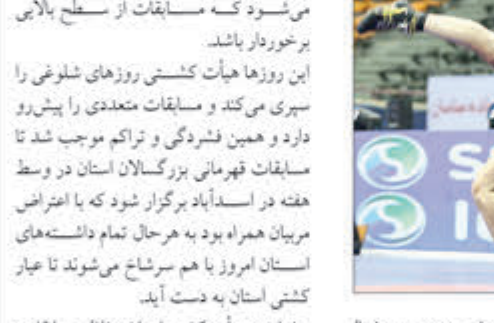 می‌شود که مسابقات از سطح بالایی
برخوردار باشد.
این روزها هیأت کشتی روزهای شلوغی را
سپری می‌کند و مسابقات متعددی را پیش‌رو
دارد و همین فشردگی و تراکم موجب شد تا
مسابقات قهرمانی بزرگسالان استان در وسط
هفته در اسدآباد برگزار شود که با اعتراض
مربیان همراه بود به هرحال تمام داشته‌های
استان امروز با هم سرشاخ می‌شوند تا عیار
کشتی استان به دست آید.